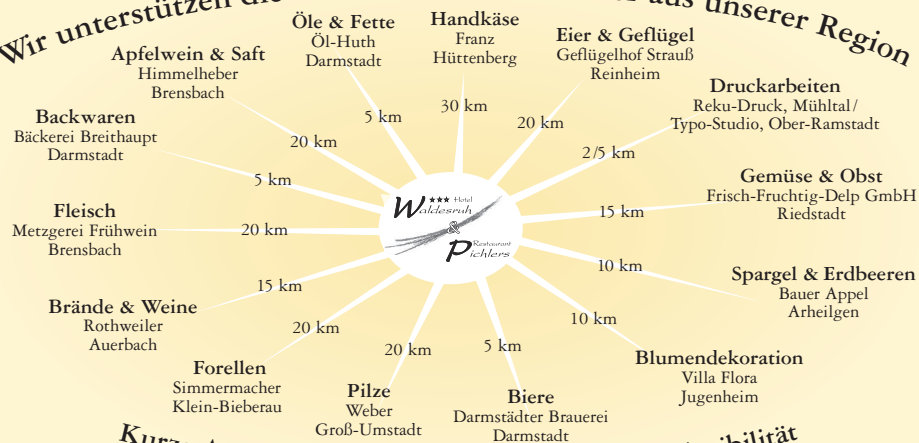 Wir unterstützen die
aus unserer Region
Öle & Fette
Öl-Huth
Darmstadt
5 km
Handkäse
Franz
Hüttenberg
30 km
Eier & Geflügel
Geflügelhof Strauß
Reinheim
20 km
Druckarbeiten
Reku-Druck, Mühltal/
Typo-Studio, Ober-Ramstadt
2/5 km
Gemüse & Obst
Frisch-Fruchtig-Delp GmbH
Riedstadt
15 km
Spargel & Erdbeeren
Bauer Appel
Arheilgen
10 km
Blumendekoration
Villa Flora
Jugenheim
10 km
Biere
Darmstädter Brauerei
Darmstadt
5 km
Pilze
Weber
Groß-Umstadt
20 km
Forellen
Simmermacher
Klein-Bieberau
20 km
Brände & Weine
Rothweiler
Auerbach
15 km
Fleisch
Metzgerei Frühwein
Brensbach
20 km
Backwaren
Bäckerei Breithaupt
Darmstadt
5 km
Apfelwein & Saft
Himmelheber
Brensbach
20 km
★★★ Hotel
Waldesruh
&
Restaurant
Pichlers